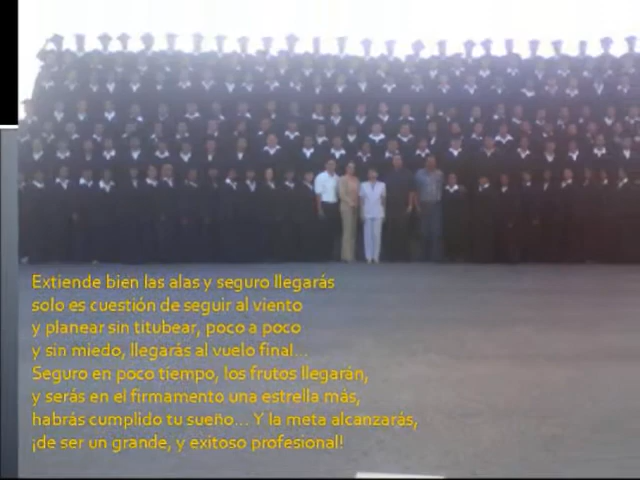 Extiende bien las alas y seguro llegarás
solo es cuestión de seguir al viento
y planear sin titubear, poco a poco
y sin miedo, llegarás al vuelo final...
Seguro en poco tiempo, los frutos llegarán,
y serás en el firmamento una estrella más,
habrás cumplido tu sueño... Y la meta alcanzarás,
¡de ser un grande, y exitoso profesional!